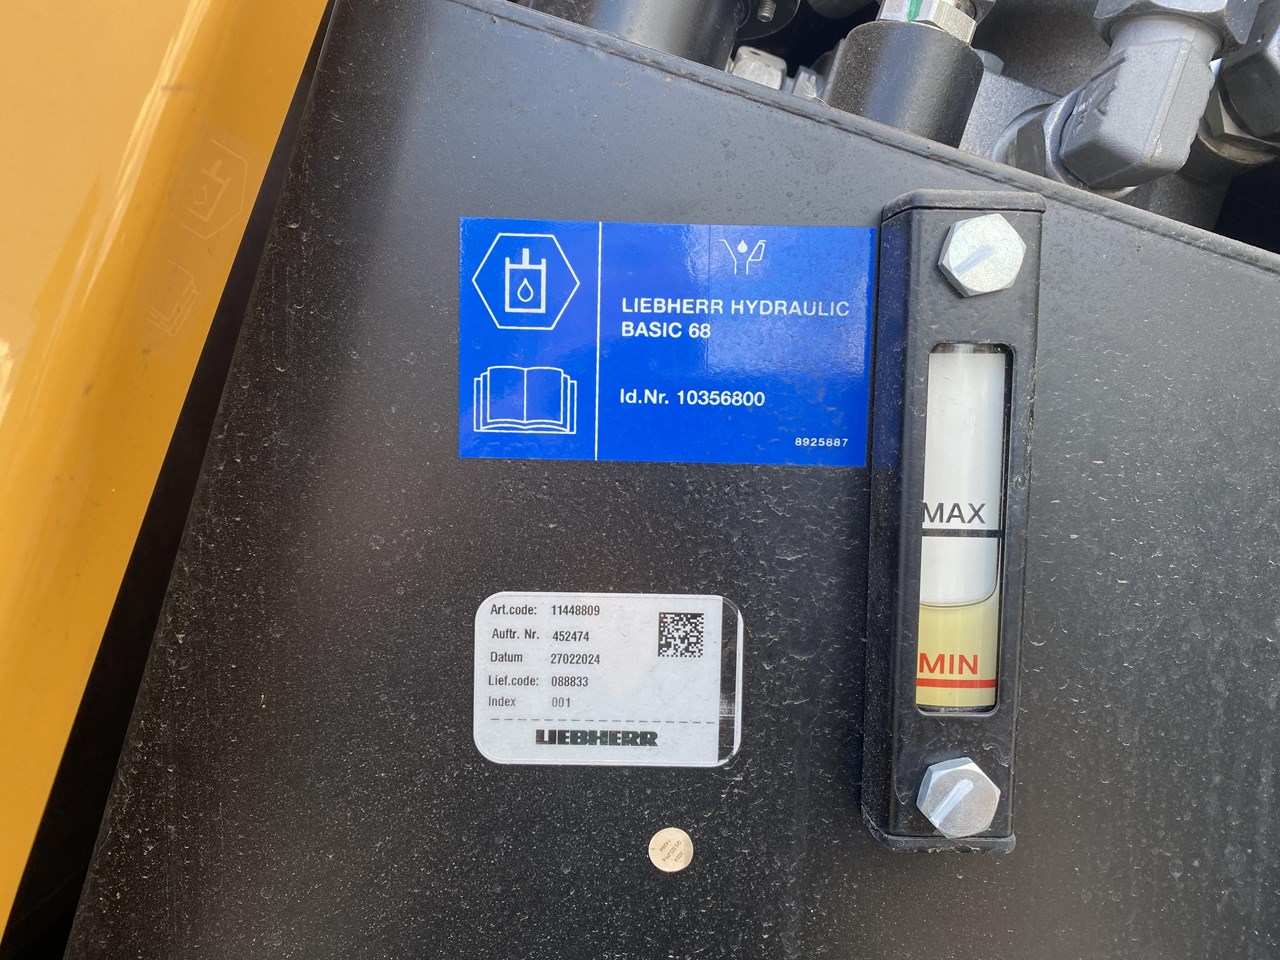 LIEBHERR HYDRAULIC
BASIC 68
Id.Nr. 10356800
8925887
MAX
MIN
Art.code: 11448809
Auftr. Nr. 452474
Datum 27022024
Lief.code: 088833
Index 001
LIEBHERR